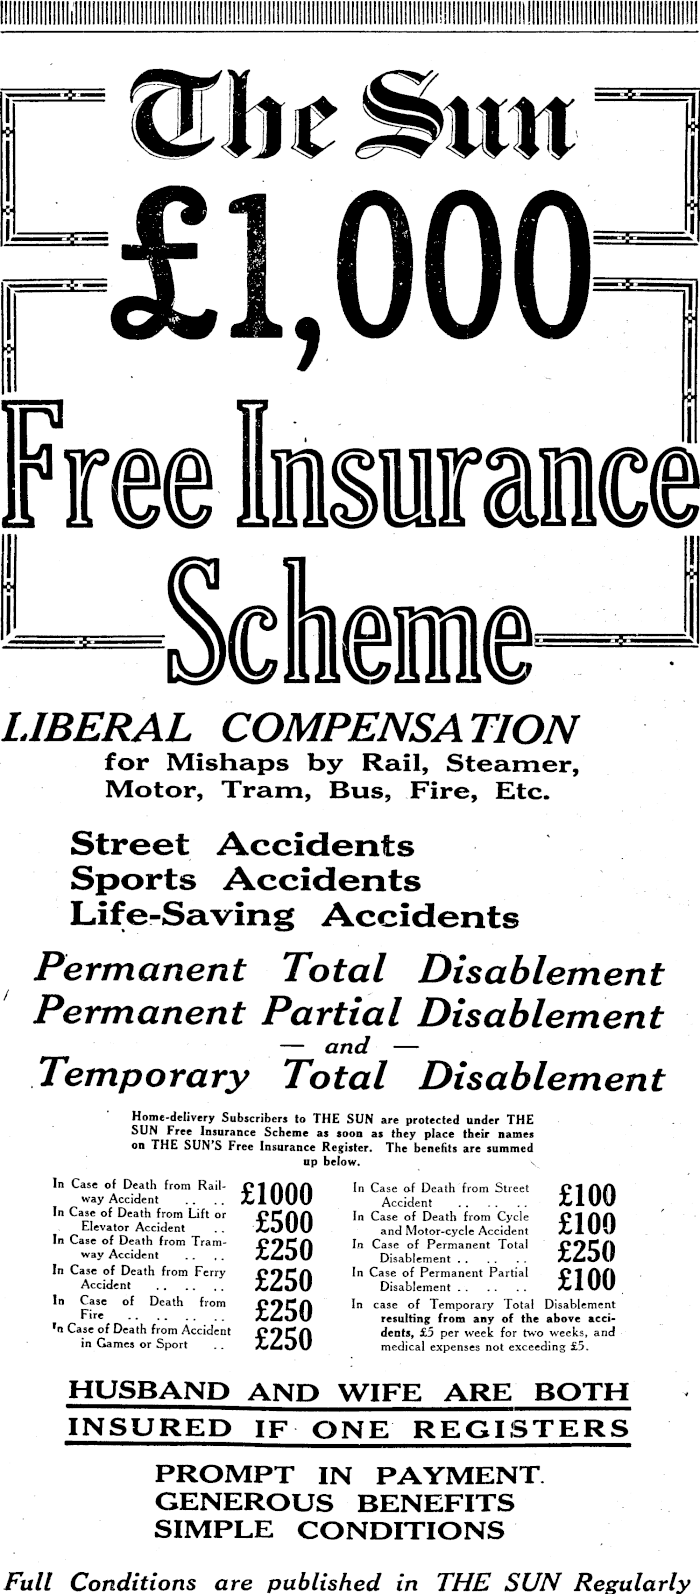 The Sun
£1,000
Free Insurance
Scheme
LIBERAL COMPENSATION
for Mishaps by Rail, Steamer,
Motor, Tram, Bus, Fire, Etc.
Street Accidents
Sports Accidents
Life-Saving Accidents
Permanent Total Disablement
Permanent Partial Disablement
— and —
Temporary Total Disablement
Home-delivery Subscribers to THE SUN are protected under THE
SUN Free Insurance Scheme as soon as they place their names
on THE SUN'S Free Insurance Register. The benefits are summed
up below.
In Case of Death from Rail-
way Accident .. .. £1000
In Case of Death from Lift or
Elevator Accident .. £500
In Case of Death from Tram-
way Accident .. .. £250
In Case of Death from Ferry
Accident .. .. .. £250
In Case of Death from
Fire .. .. .. .. £250
In Case of Death from Accident
in Games or Sport .. £250
In Case of Death from Street
Accident .. .. .. £100
In Case of Death from Cycle
and Motor-cycle Accident £100
In Case of Permanent Total
Disablement .. .. .. £250
In Case of Permanent Partial
Disablement .. .. .. £100
In case of Temporary Total Disablement
resulting from any of the above acci-
dents, £5 per week for two weeks, and
medical expenses not exceeding £5.
HUSBAND AND WIFE ARE BOTH
INSURED IF ONE REGISTERS
PROMPT IN PAYMENT.
GENEROUS BENEFITS
SIMPLE CONDITIONS
Full Conditions are published in THE SUN Regularly